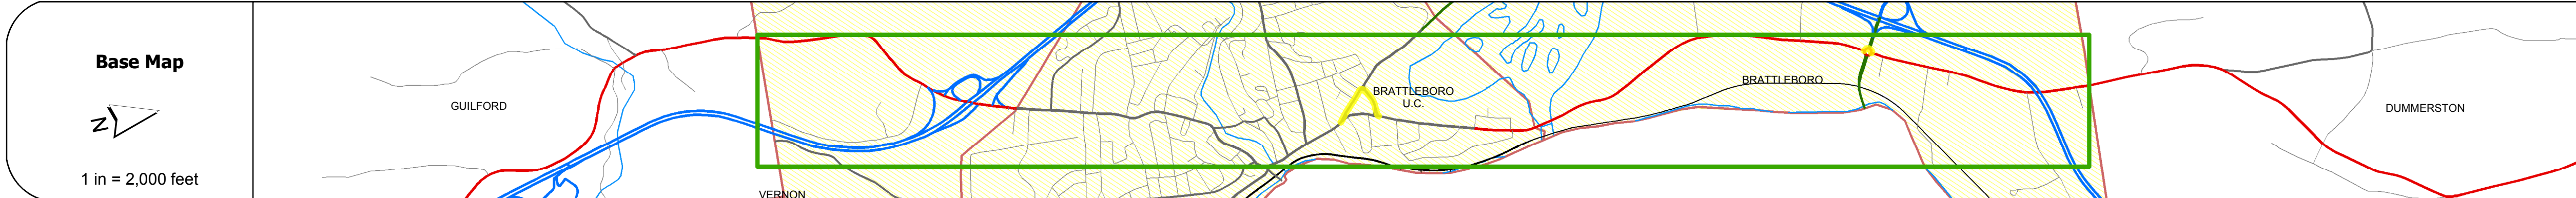 Base Map
N
1 in = 2,000 feet
GUILFORD
VERNON
BRATTLEBORO
U.C.
BRATTLEBORO
DUMMERSTON